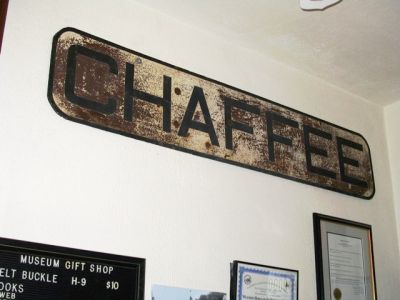 CHAFFEE
MUSEUM GIFT SHOP
ELT BUCKLE H-9 $10
OOKS
WEB